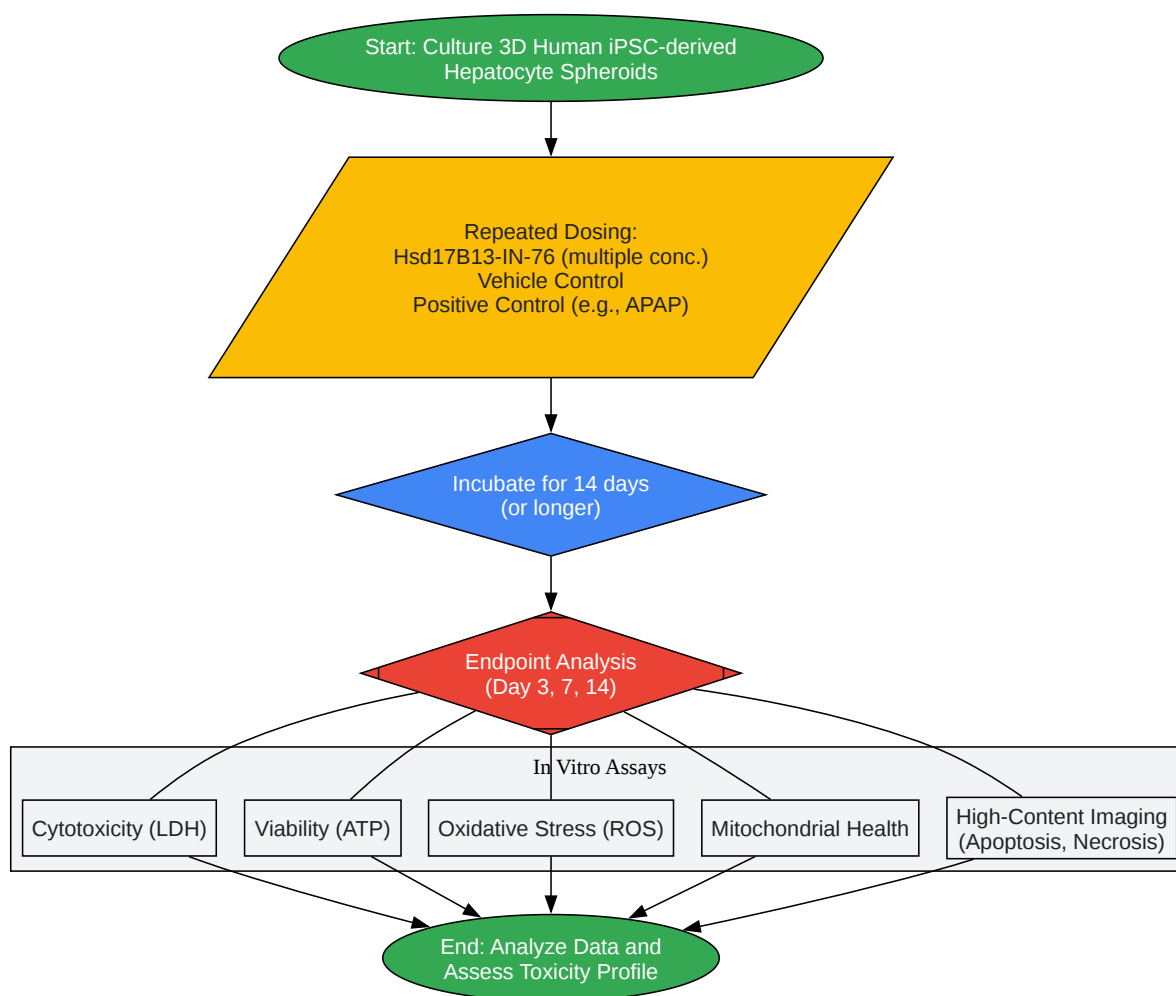 Start: Culture 3D Human iPSC-derived
Hepatocyte Spheroids
Repeated Dosing:
Hsd17B13-IN-76 (multiple conc.)
Vehicle Control
Positive Control (e.g., APAP)
Incubate for 14 days
(or longer)
Endpoint Analysis
(Day 3, 7, 14)
In Vitro Assays
Cytotoxicity (LDH)
Viability (ATP)
Oxidative Stress (ROS)
Mitochondrial Health
High-Content Imaging
(Apoptosis, Necrosis)
End: Analyze Data and
Assess Toxicity Profile